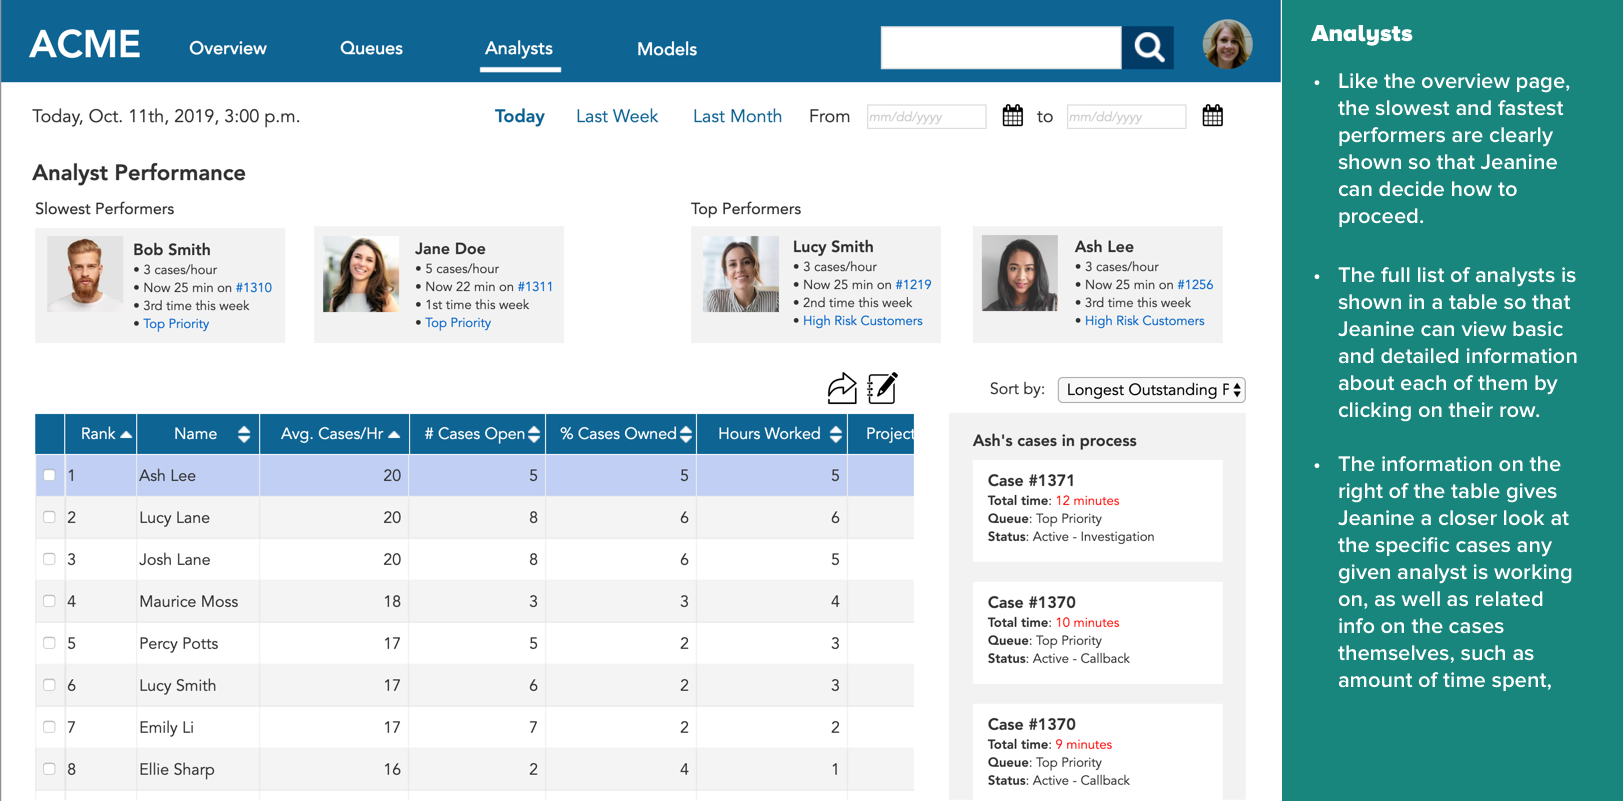 ACME Overview Queues Analysts Models
Today, Oct. 11th, 2019, 3:00 p.m. Today Last Week Last Month From mm/dd/yyyy to mm/dd/yyyy
Analyst Performance
Slowest Performers
Bob Smith
• 3 cases/hour
• Now 25 min on #1310
• 3rd time this week
• Top Priority
Jane Doe
• 5 cases/hour
• Now 22 min on #1311
• 1st time this week
• Top Priority
Top Performers
Lucy Smith
• 3 cases/hour
• Now 25 min on #1219
• 2nd time this week
• High Risk Customers
Ash Lee
• 3 cases/hour
• Now 25 min on #1256
• 3rd time this week
• High Risk Customers
Rank Name Avg. Cases/Hr # Cases Open % Cases Owned Hours Worked Project
1 Ash Lee 20 5 5 5
2 Lucy Lane 20 8 6 6
3 Josh Lane 20 8 6 5
4 Maurice Moss 18 3 3 4
5 Percy Potts 17 5 2 3
6 Lucy Smith 17 6 2 3
7 Emily Li 17 7 2 2
8 Ellie Sharp 16 2 4 1
Sort by: Longest Outstanding F
Ash's cases in process
Case #1371
Total time: 12 minutes
Queue: Top Priority
Status: Active - Investigation
Case #1370
Total time: 10 minutes
Queue: Top Priority
Status: Active - Callback
Case #1370
Total time: 9 minutes
Queue: Top Priority
Status: Active - Callback
Analysts
• Like the overview page,
the slowest and fastest
performers are clearly
shown so that Jeanine
can decide how to
proceed.
• The full list of analysts is
shown in a table so that
Jeanine can view basic
and detailed information
about each of them by
clicking on their row.
• The information on the
right of the table gives
Jeanine a closer look at
the specific cases any
given analyst is working
on, as well as related
info on the cases
themselves, such as
amount of time spent,